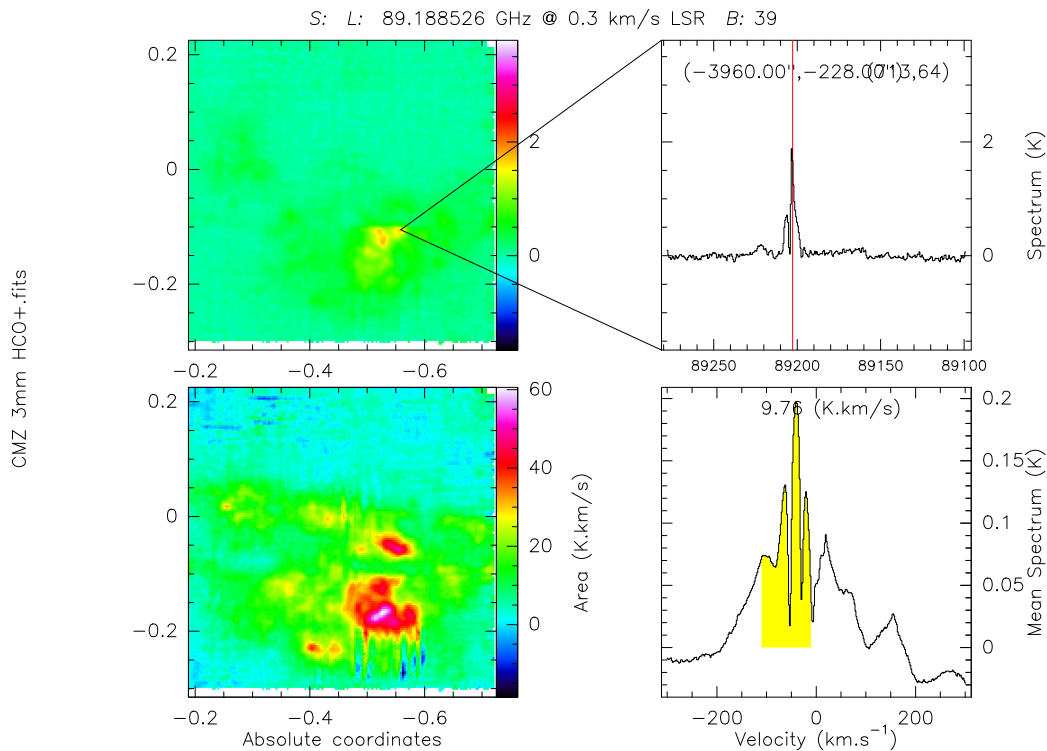 S: L: 89.188526 GHz @ 0.3 km/s LSR B: 39
CMZ 3mm HCO+.fits
0.2
0
−0.2
−0.2 −0.4 −0.6
2
0
(−3960.00",−228.00")
2
0
Spectrum (K)
89250 89200 89150 89100
0.2
0
−0.2
−0.2 −0.4 −0.6
Absolute coordinates
60
40
20
0
Area (K.km/s)
9.76 (K.km/s)
0.2
0.15
0.1
0.05
0
Mean Spectrum (K)
−200 0 200
Velocity (km.s⁻¹)